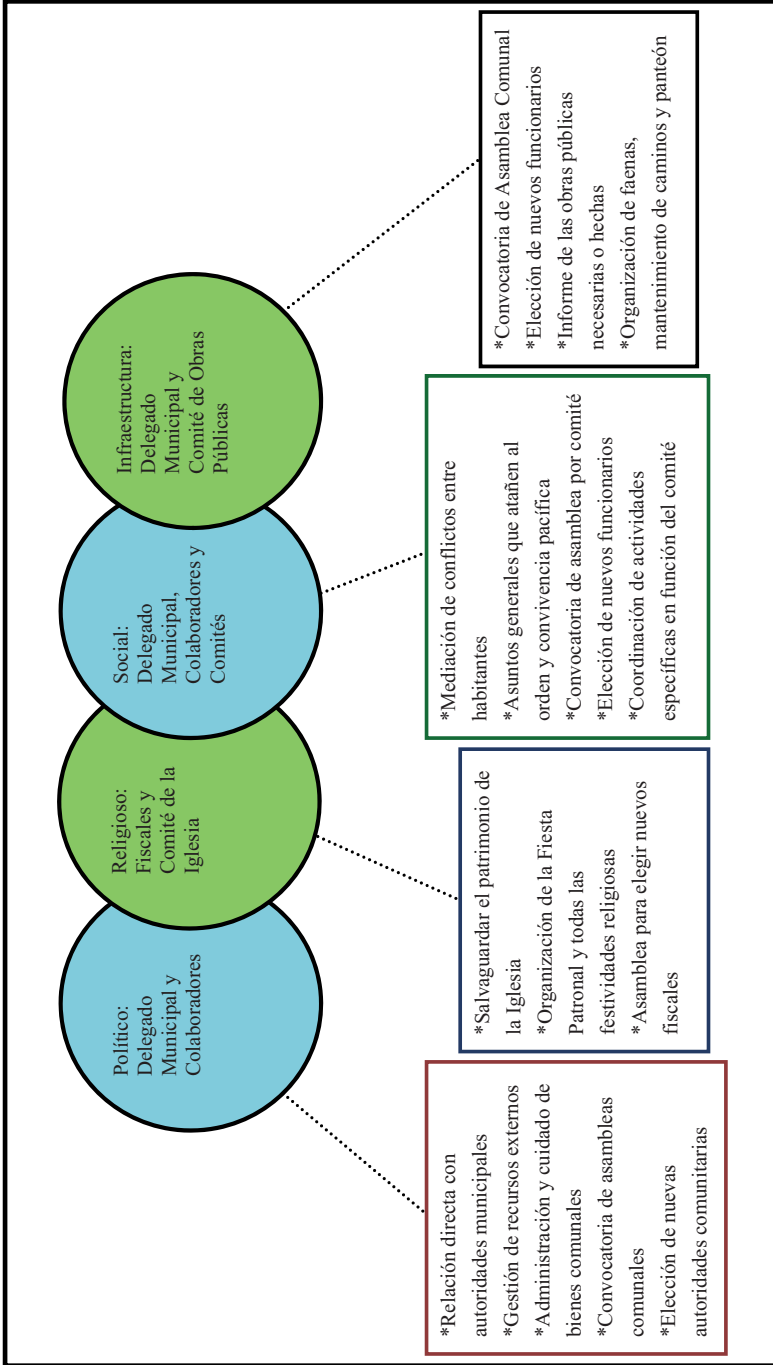 Político:
Delegado
Municipal y
Colaboradores
Religioso:
Fiscales y
Comité de la
Iglesia
Social:
Delegado
Municipal,
Colaboradores y
Comités
Infraestructura:
Delegado
Municipal y
Comité de Obras
Públicas
*Relación directa con
autoridades municipales
*Gestión de recursos externos
*Administración y cuidado de
bienes comunales
*Convocatoria de asambleas
comunales
*Elección de nuevas
autoridades comunitarias
*Salvaguardar el patrimonio de
la Iglesia
*Organización de la Fiesta
Patronal y todas las
festividades religiosas
*Asamblea para elegir nuevos
fiscales
*Mediación de conflictos entre
habitantes
*Asuntos generales que atañen al
orden y convivencia pacífica
*Convocatoria de asamblea por comité
*Elección de nuevos funcionarios
*Coordinación de actividades
específicas en función del comité
*Convocatoria de Asamblea Comunal
*Elección de nuevos funcionarios
*Informe de las obras públicas
necesarias o hechas
*Organización de faenas,
mantenimiento de caminos y panteón